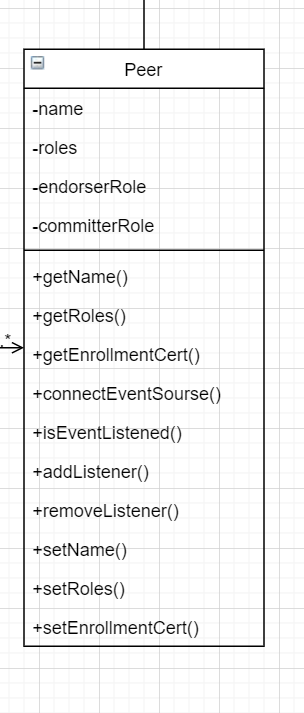 Peer
-name
-roles
-endorserRole
-committerRole
+getName()
+getRoles()
.*
+getEnrollmentCert()
+connectEventSourse()
+isEventListened()
+addListener()
+removeListener()
+setName()
+setRoles()
+setEnrollmentCert()